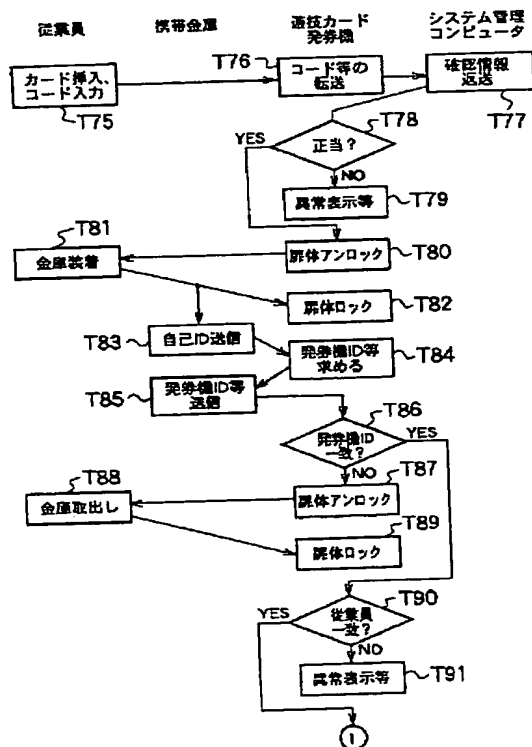 従業員
携帯金庫
遊技カード
発券機
システム管理
コンピュータ
カード挿入、
コード入力
T75
T76
コード等の
転送
確認情報
返送
T77
T78
正当?
YES
NO
異常表示等
T79
T81
金庫装着
扉体アンロック
T80
扉体ロック
T82
T83
自己ID送信
発券機ID等
求める
T84
T85
発券機ID等
送信
T86
発券機ID
一致?
YES
NO
T87
扉体アンロック
T88
金庫取出し
T89
扉体ロック
T90
従業員
一致?
YES
NO
異常表示等
T91
1